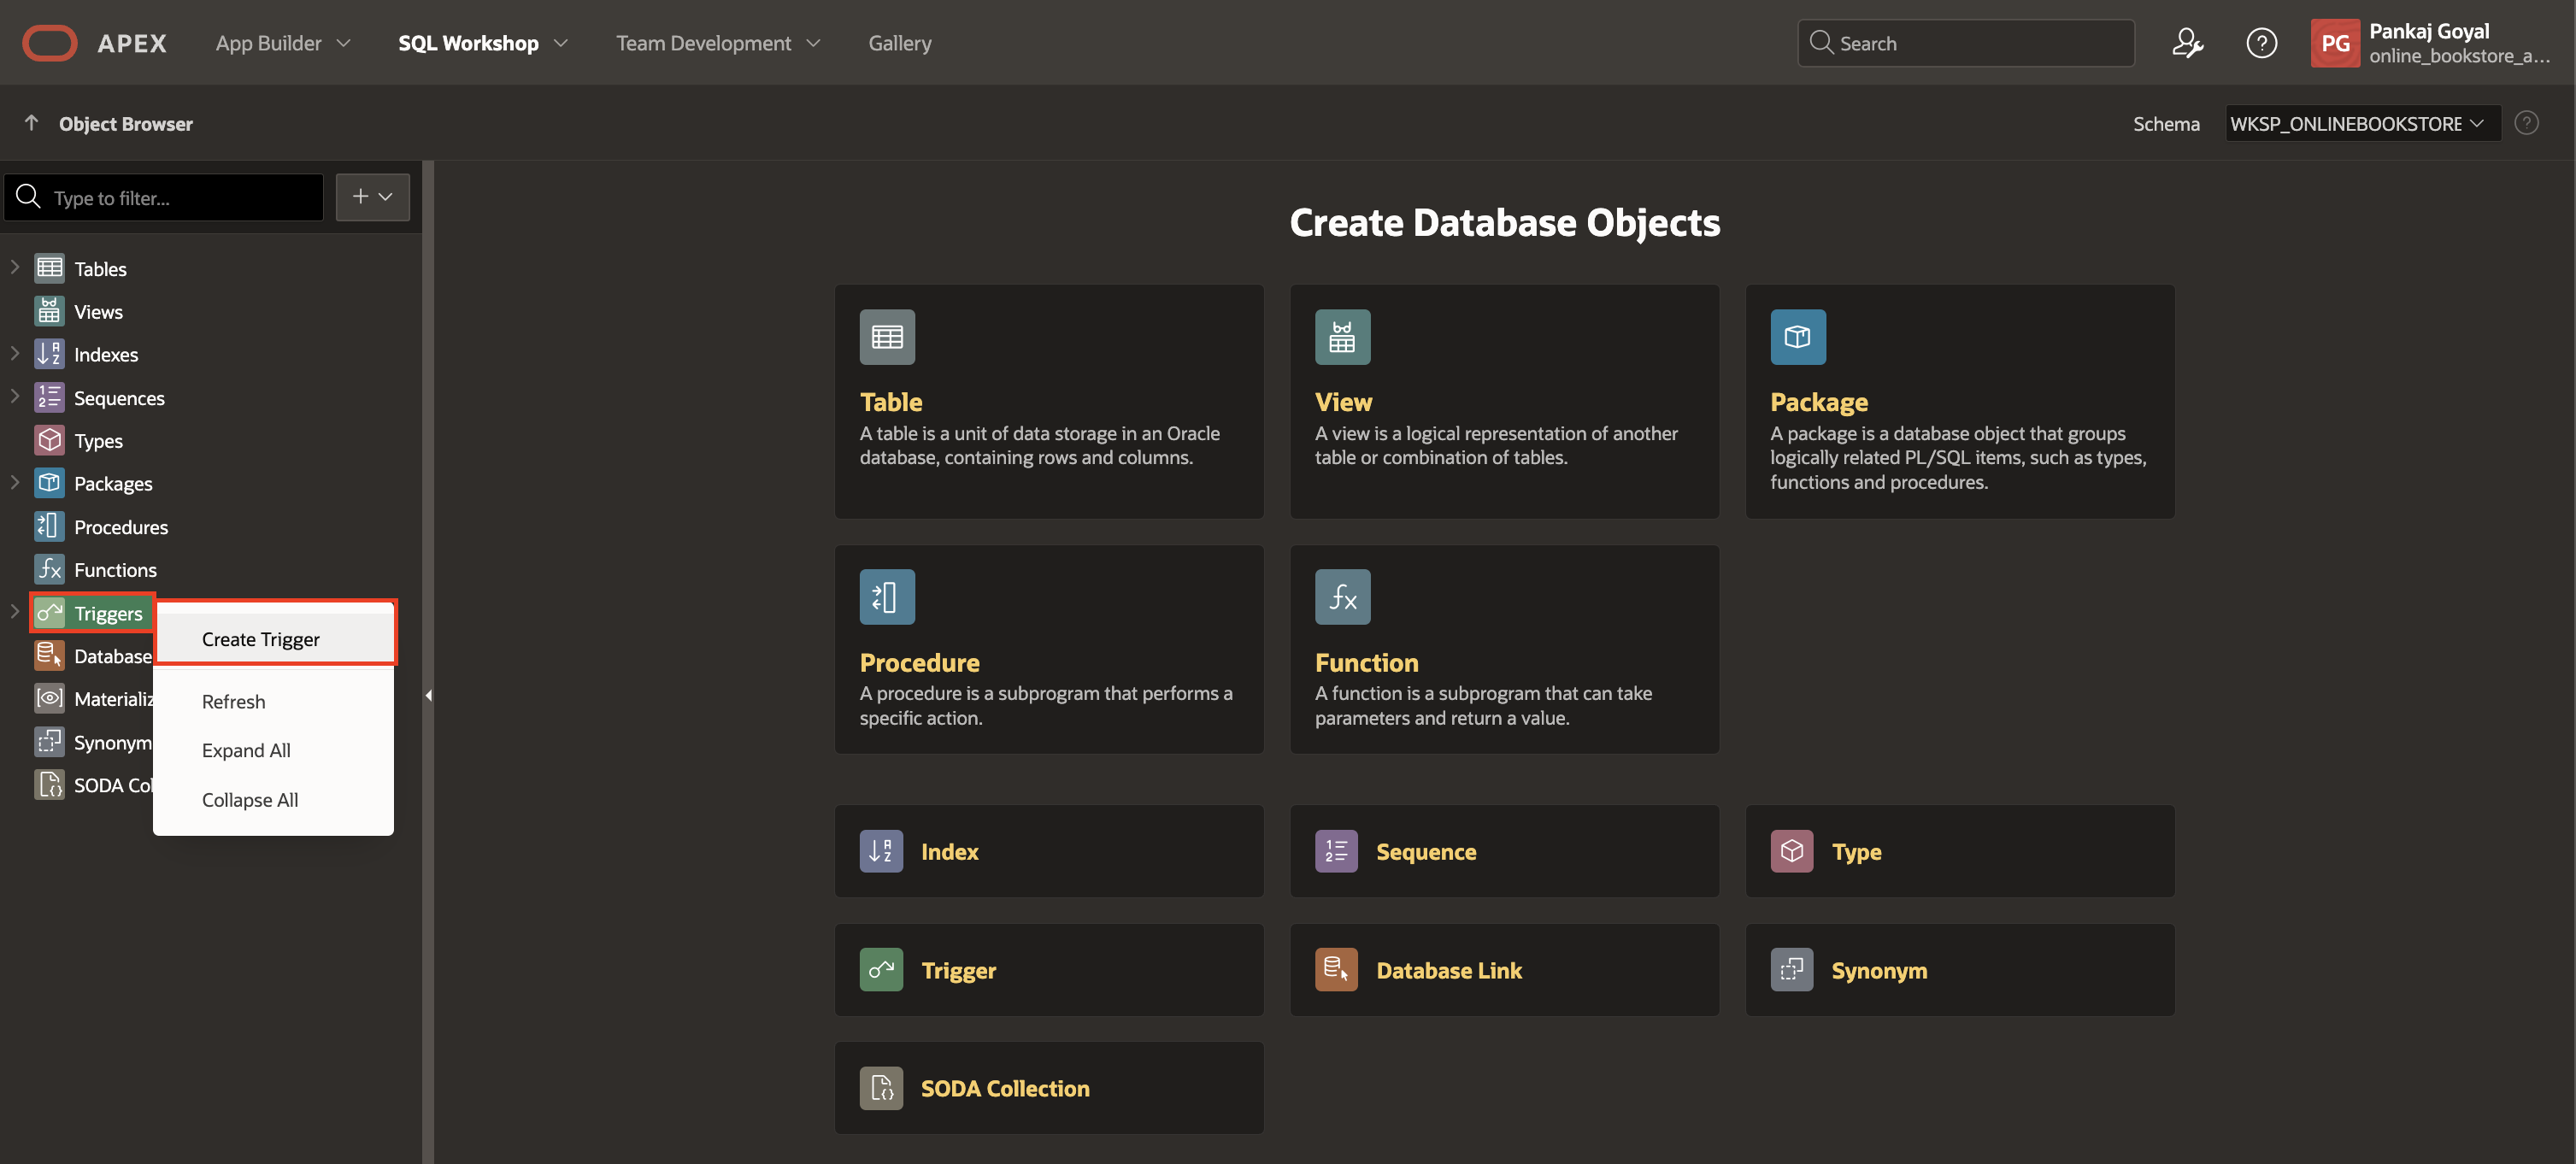 APEX
App Builder
SQL Workshop
Team Development
Gallery
Search
PG
Pankaj Goyal
online_bookstore_a...
Object Browser
Schema
WKSP_ONLINEBOOKSTORE
Type to filter...
Tables
Views
Indexes
Sequences
Types
Packages
Procedures
Functions
Triggers
Database
Materializ
Synonym
SODA Col
Create Trigger
Refresh
Expand All
Collapse All
Create Database Objects
Table
A table is a unit of data storage in an Oracle
database, containing rows and columns.
View
A view is a logical representation of another
table or combination of tables.
Package
A package is a database object that groups
logically related PL/SQL items, such as types,
functions and procedures.
Procedure
A procedure is a subprogram that performs a
specific action.
Function
A function is a subprogram that can take
parameters and return a value.
Index
Sequence
Type
Trigger
Database Link
Synonym
SODA Collection